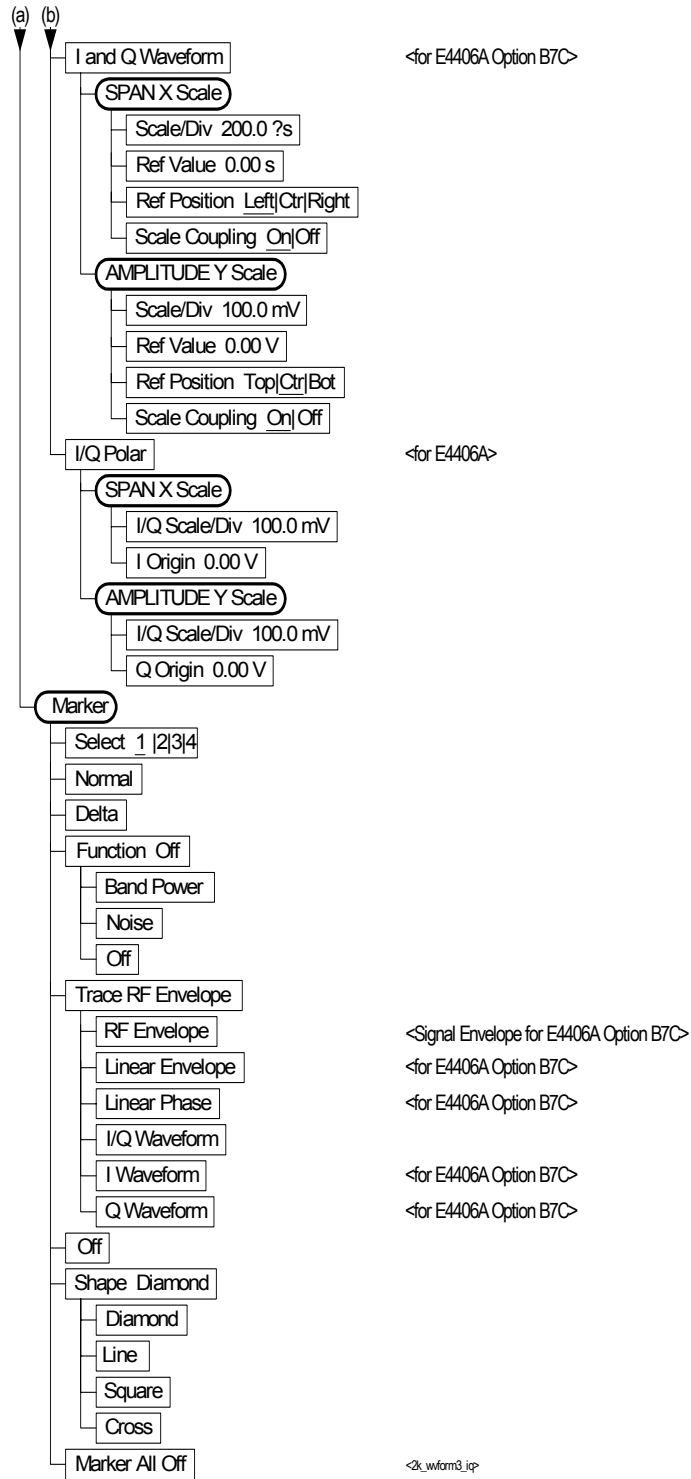 (a) (b)
I and Q Waveform <for E4406A Option B7C>
SPAN X Scale
Scale/Div 200.0 ?s
Ref Value 0.00 s
Ref Position Left|Ctr|Right
Scale Coupling On|Off
AMPLITUDE Y Scale
Scale/Div 100.0 mV
Ref Value 0.00 V
Ref Position Top|Ctr|Bot
Scale Coupling On|Off
I/Q Polar <for E4406A>
SPAN X Scale
I/Q Scale/Div 100.0 mV
I Origin 0.00 V
AMPLITUDE Y Scale
I/Q Scale/Div 100.0 mV
Q Origin 0.00 V
Marker
Select 1 |2|3|4
Normal
Delta
Function Off
Band Power
Noise
Off
Trace RF Envelope
RF Envelope <Signal Envelope for E4406A Option B7C>
Linear Envelope <for E4406A Option B7C>
Linear Phase <for E4406A Option B7C>
I/Q Waveform
I Waveform <for E4406A Option B7C>
Q Waveform <for E4406A Option B7C>
Off
Shape Diamond
Diamond
Line
Square
Cross
Marker All Off <2k_wvform3_iq>